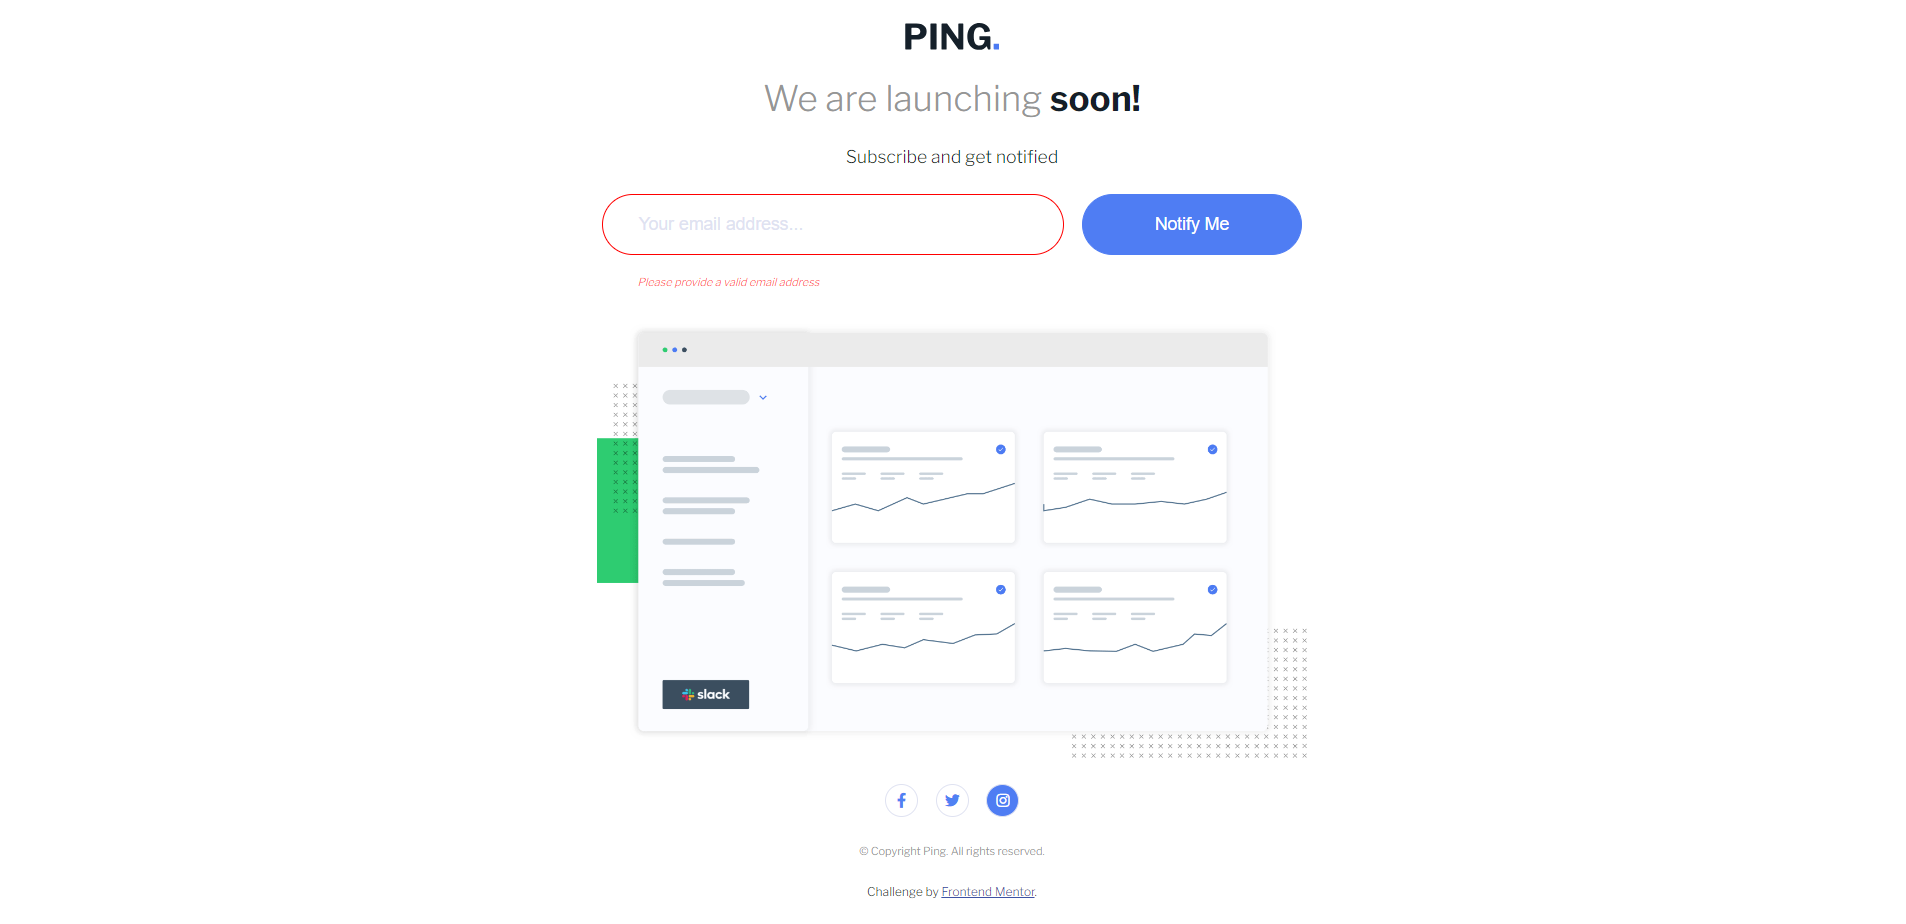 PING.
We are launching soon!
Subscribe and get notified
Your email address...
Notify Me
Please provide a valid email address
slack
© Copyright Ping. All rights reserved.
Challenge by Frontend Mentor.